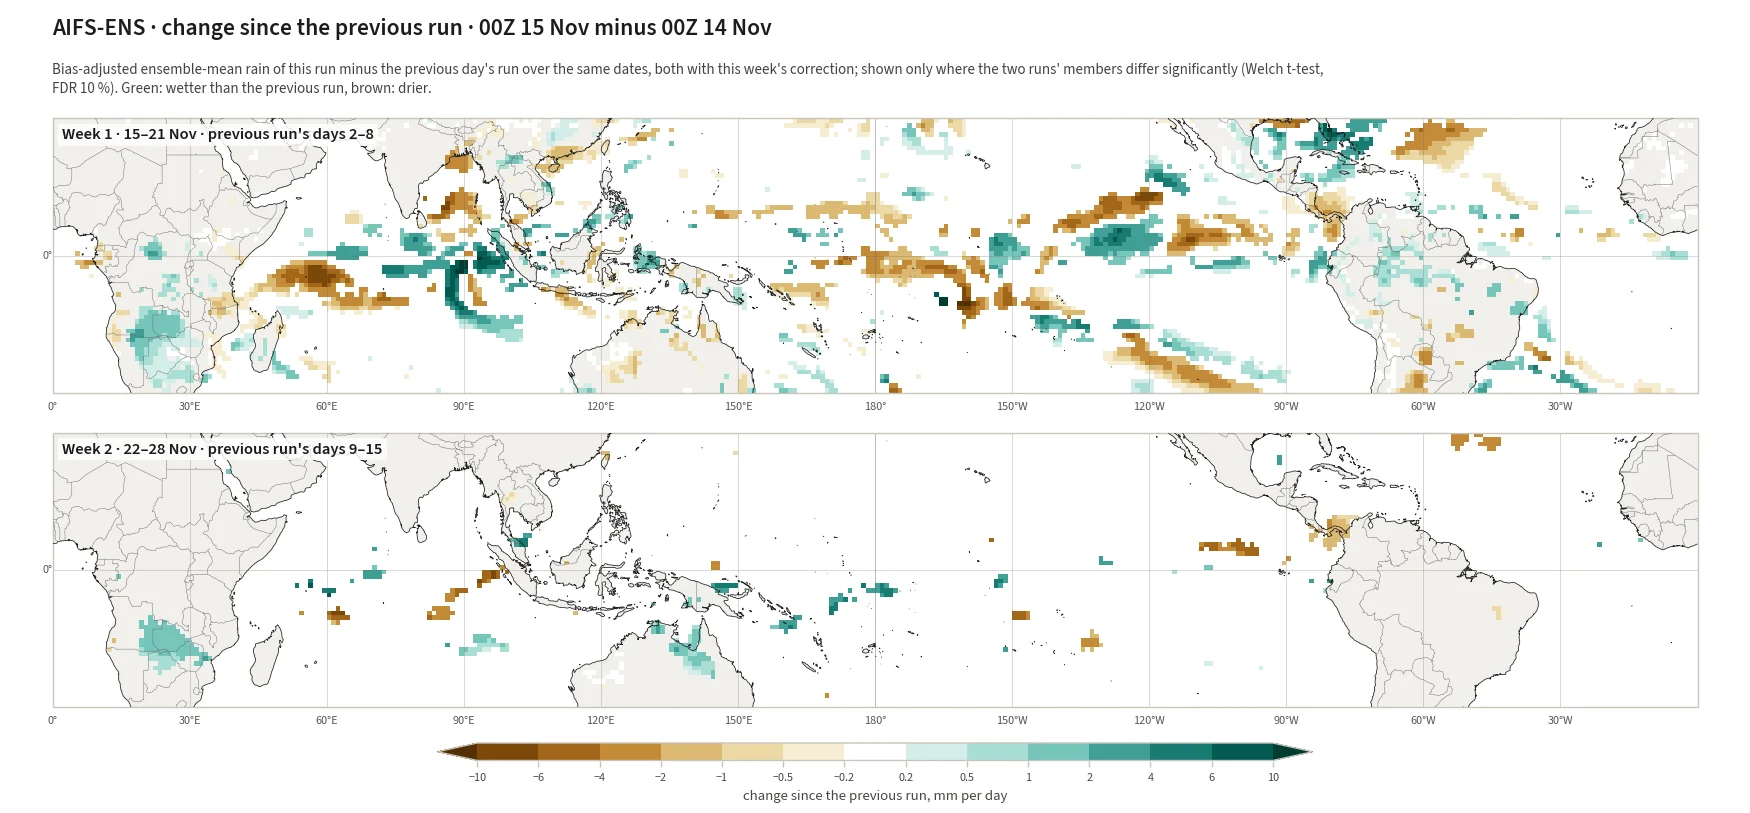 AIFS-ENS · change since the previous run · 00Z 15 Nov minus 00Z 14 Nov
Bias-adjusted ensemble-mean rain of this run minus the previous day's run over the same dates, both with this week's correction; shown only where the two runs' members differ significantly (Welch t-test,
FDR 10 %). Green: wetter than the previous run, brown: drier.
Week 1 · 15–21 Nov · previous run's days 2–8
0°
0° 30°E 60°E 90°E 120°E 150°E 180° 150°W 120°W 90°W 60°W 30°W
Week 2 · 22–28 Nov · previous run's days 9–15
0°
0° 30°E 60°E 90°E 120°E 150°E 180° 150°W 120°W 90°W 60°W 30°W
−10 −6 −4 −2 −1 −0.5 −0.2 0.2 0.5 1 2 4 6 10
change since the previous run, mm per day